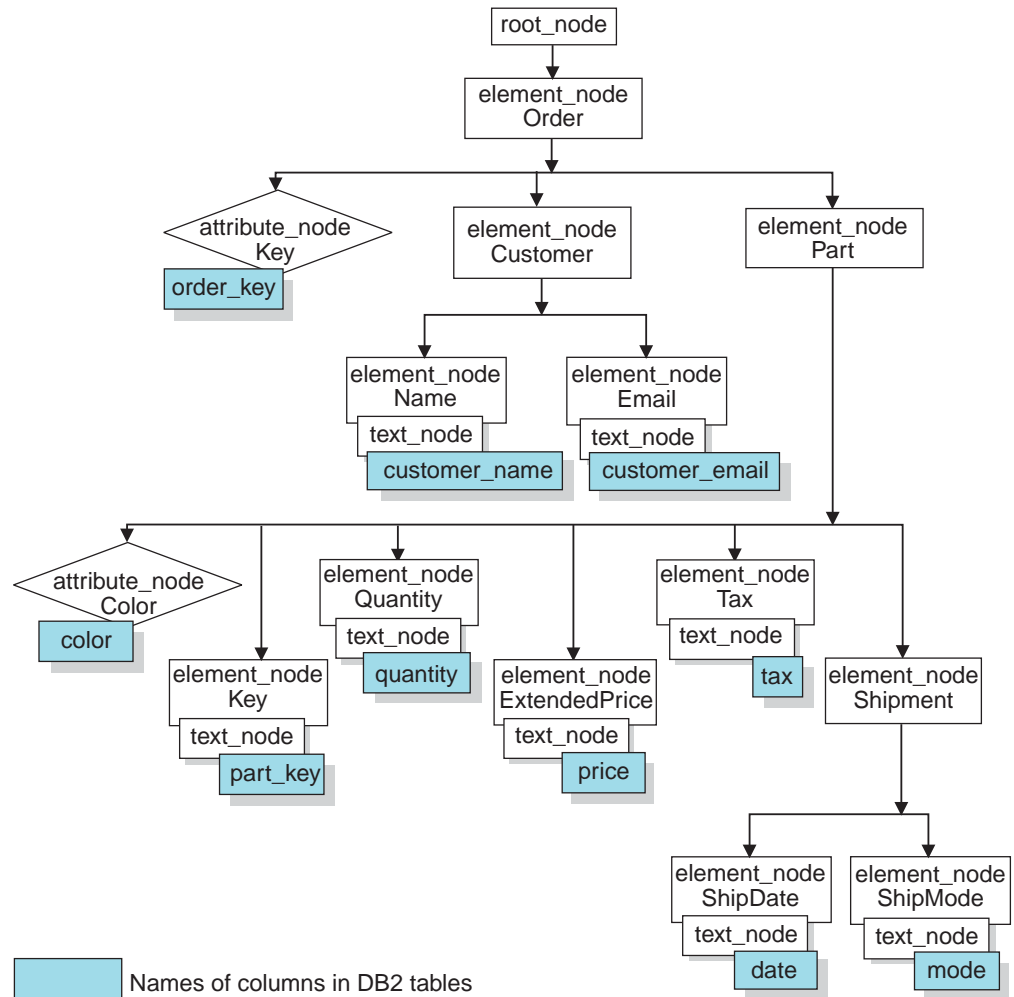 root_node
element_node
Order
attribute_node
Key
order_key
element_node
Customer
element_node
Part
element_node
Name
text_node
customer_name
element_node
Email
text_node
customer_email
attribute_node
Color
color
element_node
Key
text_node
part_key
element_node
Quantity
text_node
quantity
element_node
ExtendedPrice
text_node
price
element_node
Tax
text_node
tax
element_node
Shipment
element_node
ShipDate
text_node
date
element_node
ShipMode
text_node
mode
Names of columns in DB2 tables